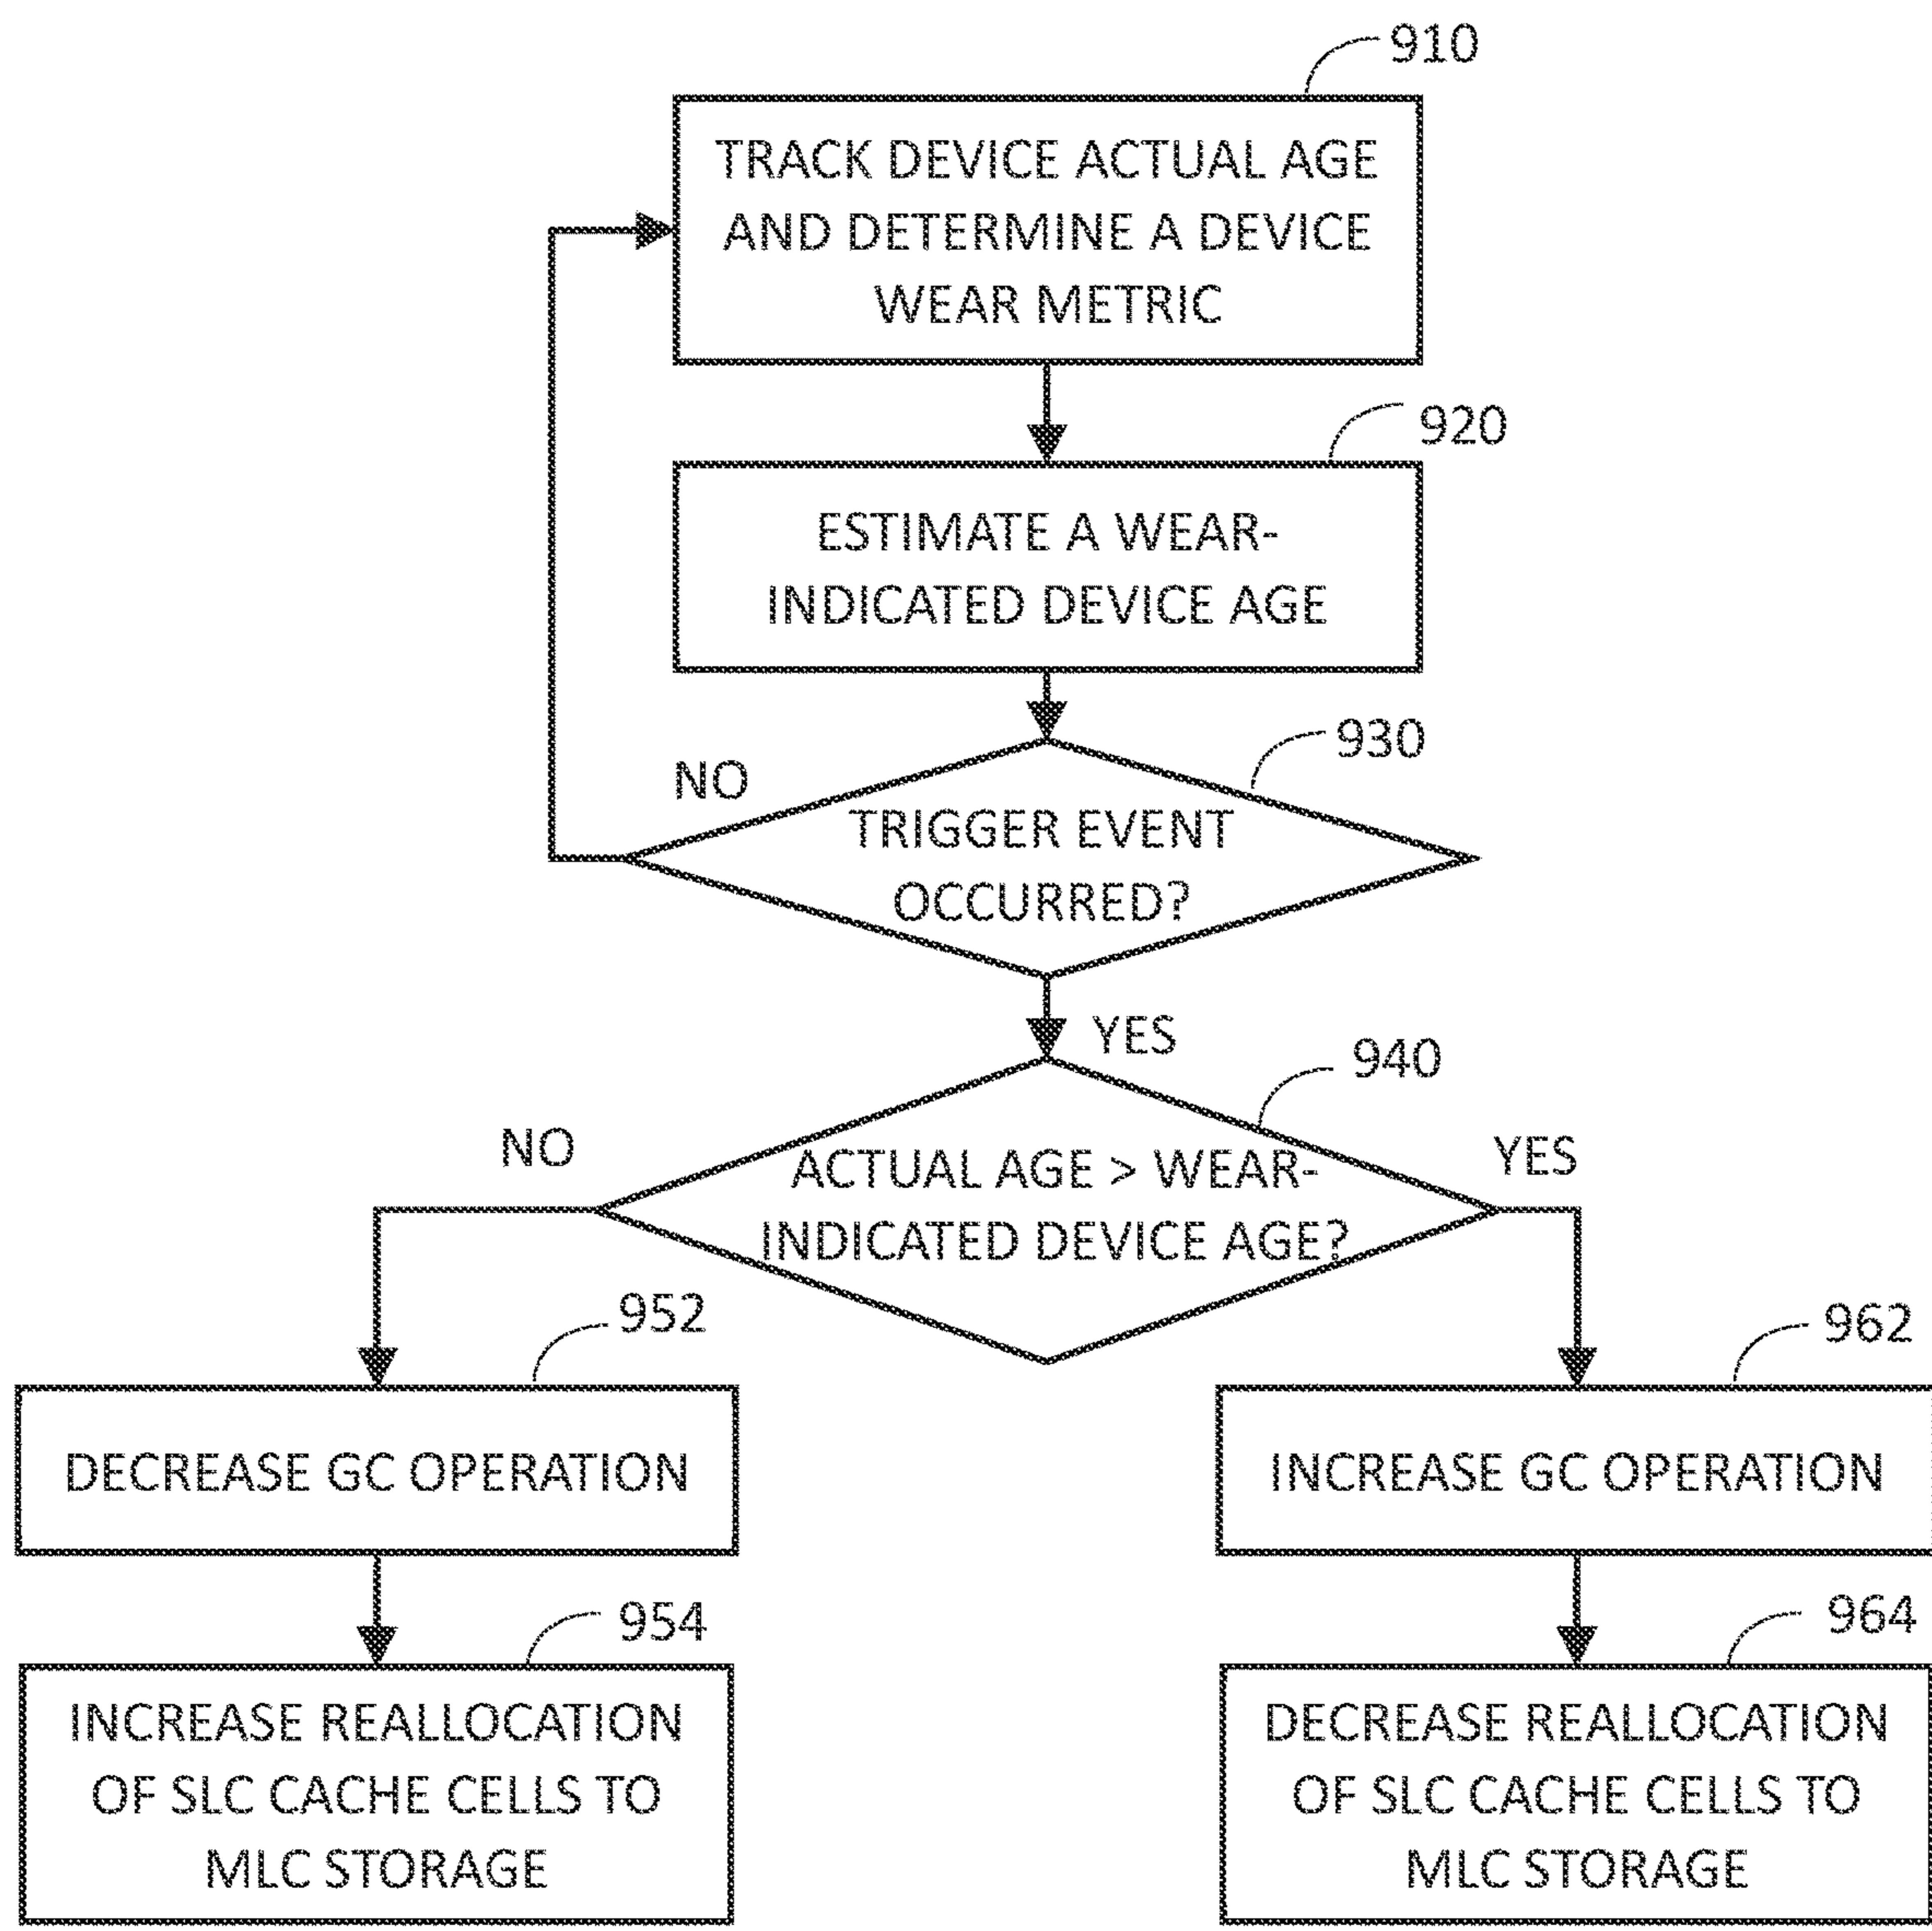 910
TRACK DEVICE ACTUAL AGE
AND DETERMINE A DEVICE
WEAR METRIC
920
ESTIMATE A WEAR-
INDICATED DEVICE AGE
930
NO
TRIGGER EVENT
OCCURRED?
YES
940
NO
YES
ACTUAL AGE > WEAR-
INDICATED DEVICE AGE?
952
962
DECREASE GC OPERATION
INCREASE GC OPERATION
954
964
INCREASE REALLOCATION
OF SLC CACHE CELLS TO
MLC STORAGE
DECREASE REALLOCATION
OF SLC CACHE CELLS TO
MLC STORAGE